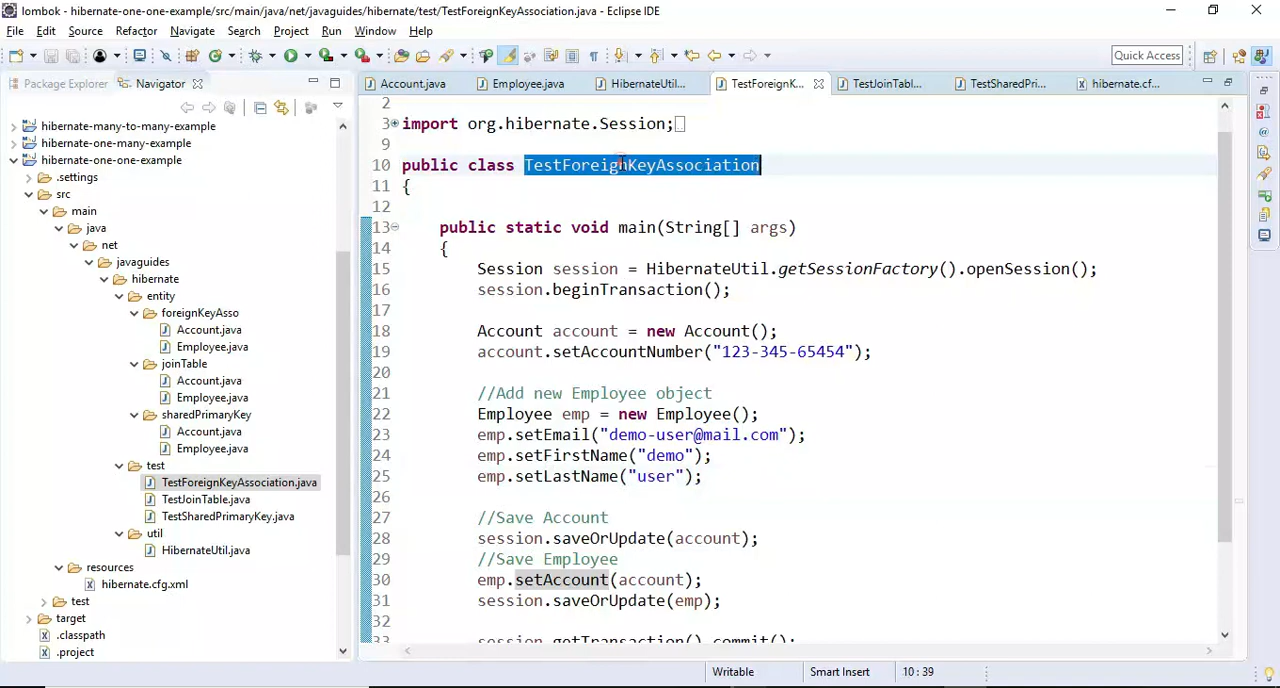 lombok - hibernate-one-one-example/src/main/java/net/javaguides/hibernate/test/TestForeignKeyAssociation.java - Eclipse IDE
File Edit Source Refactor Navigate Search Project Run Window Help
Quick Access
Package Explorer Navigator
Account.java Employee.java HibernateUtil... TestForeignK... TestJoinTabl... TestSharedPri... hibernate.cf...
hibernate-many-to-many-example
hibernate-one-many-example
hibernate-one-one-example
.settings
src
main
java
net
javaguides
hibernate
entity
foreignKeyAsso
Account.java
Employee.java
joinTable
Account.java
Employee.java
sharedPrimaryKey
Account.java
Employee.java
test
TestForeignKeyAssociation.java
TestJoinTable.java
TestSharedPrimaryKey.java
util
HibernateUtil.java
resources
hibernate.cfg.xml
test
target
.classpath
.project
2
3 import org.hibernate.Session;
9
10 public class TestForeignKeyAssociation
11 {
12
13 public static void main(String[] args)
14 {
15 Session session = HibernateUtil.getSessionFactory().openSession();
16 session.beginTransaction();
17
18 Account account = new Account();
19 account.setAccountNumber("123-345-65454");
20
21 //Add new Employee object
22 Employee emp = new Employee();
23 emp.setEmail("demo-user@mail.com");
24 emp.setFirstName("demo");
25 emp.setLastName("user");
26
27 //Save Account
28 session.saveOrUpdate(account);
29 //Save Employee
30 emp.setAccount(account);
31 session.saveOrUpdate(emp);
32
33 session.getTransaction().commit();
Writable Smart Insert 10 : 39